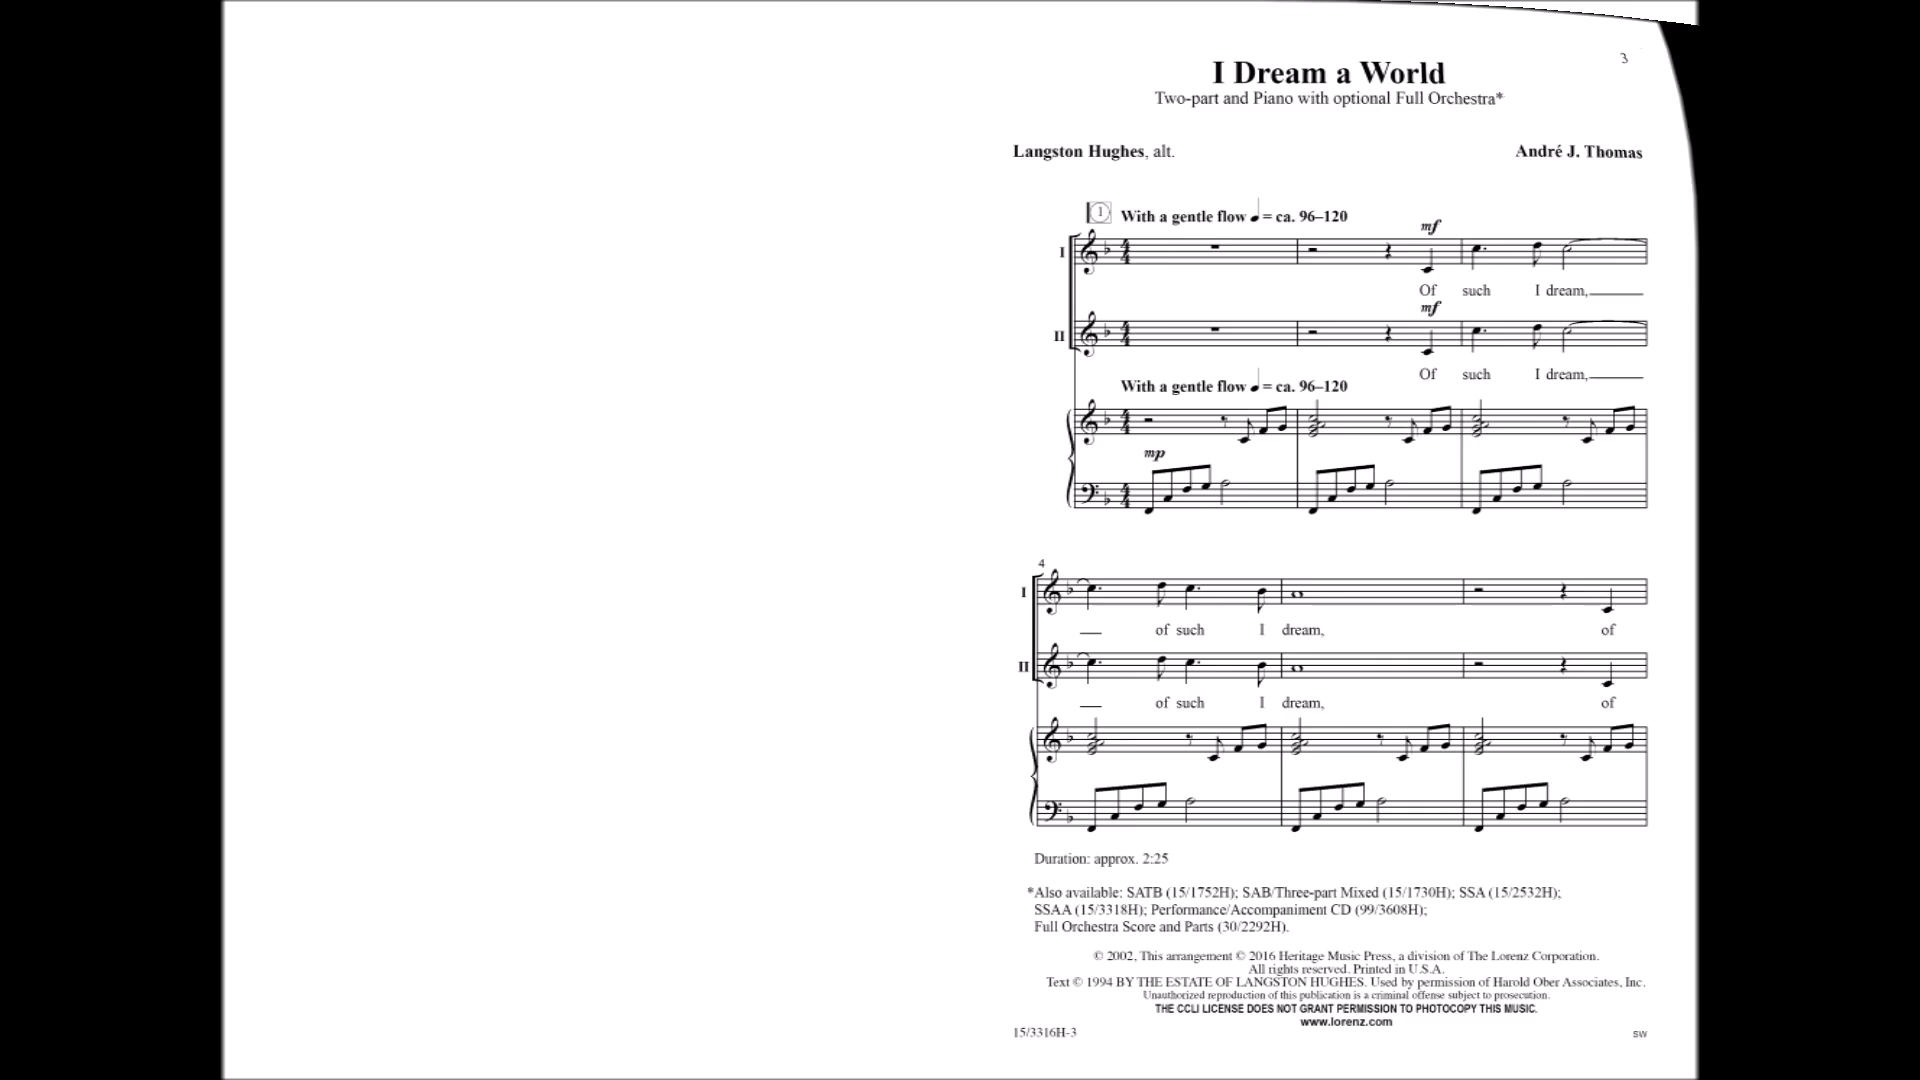 3
I Dream a World
Two-part and Piano with optional Full Orchestra*
Langston Hughes, alt. André J. Thomas
1 With a gentle flow ♩ = ca. 96–120
mf
I
Of such I dream,
mf
II
Of such I dream,
With a gentle flow ♩ = ca. 96–120
mp
4
I
of such I dream, of
II
of such I dream, of
Duration: approx. 2:25
*Also available: SATB (15/1752H); SAB/Three-part Mixed (15/1730H); SSA (15/2532H);
SSAA (15/3318H); Performance/Accompaniment CD (99/3608H);
Full Orchestra Score and Parts (30/2292H).
© 2002, This arrangement © 2016 Heritage Music Press, a division of The Lorenz Corporation.
All rights reserved. Printed in U.S.A.
Text © 1994 BY THE ESTATE OF LANGSTON HUGHES. Used by permission of Harold Ober Associates, Inc.
Unauthorized reproduction of this publication is a criminal offense subject to prosecution.
THE CCLI LICENSE DOES NOT GRANT PERMISSION TO PHOTOCOPY THIS MUSIC.
www.lorenz.com
15/3316H-3 SW